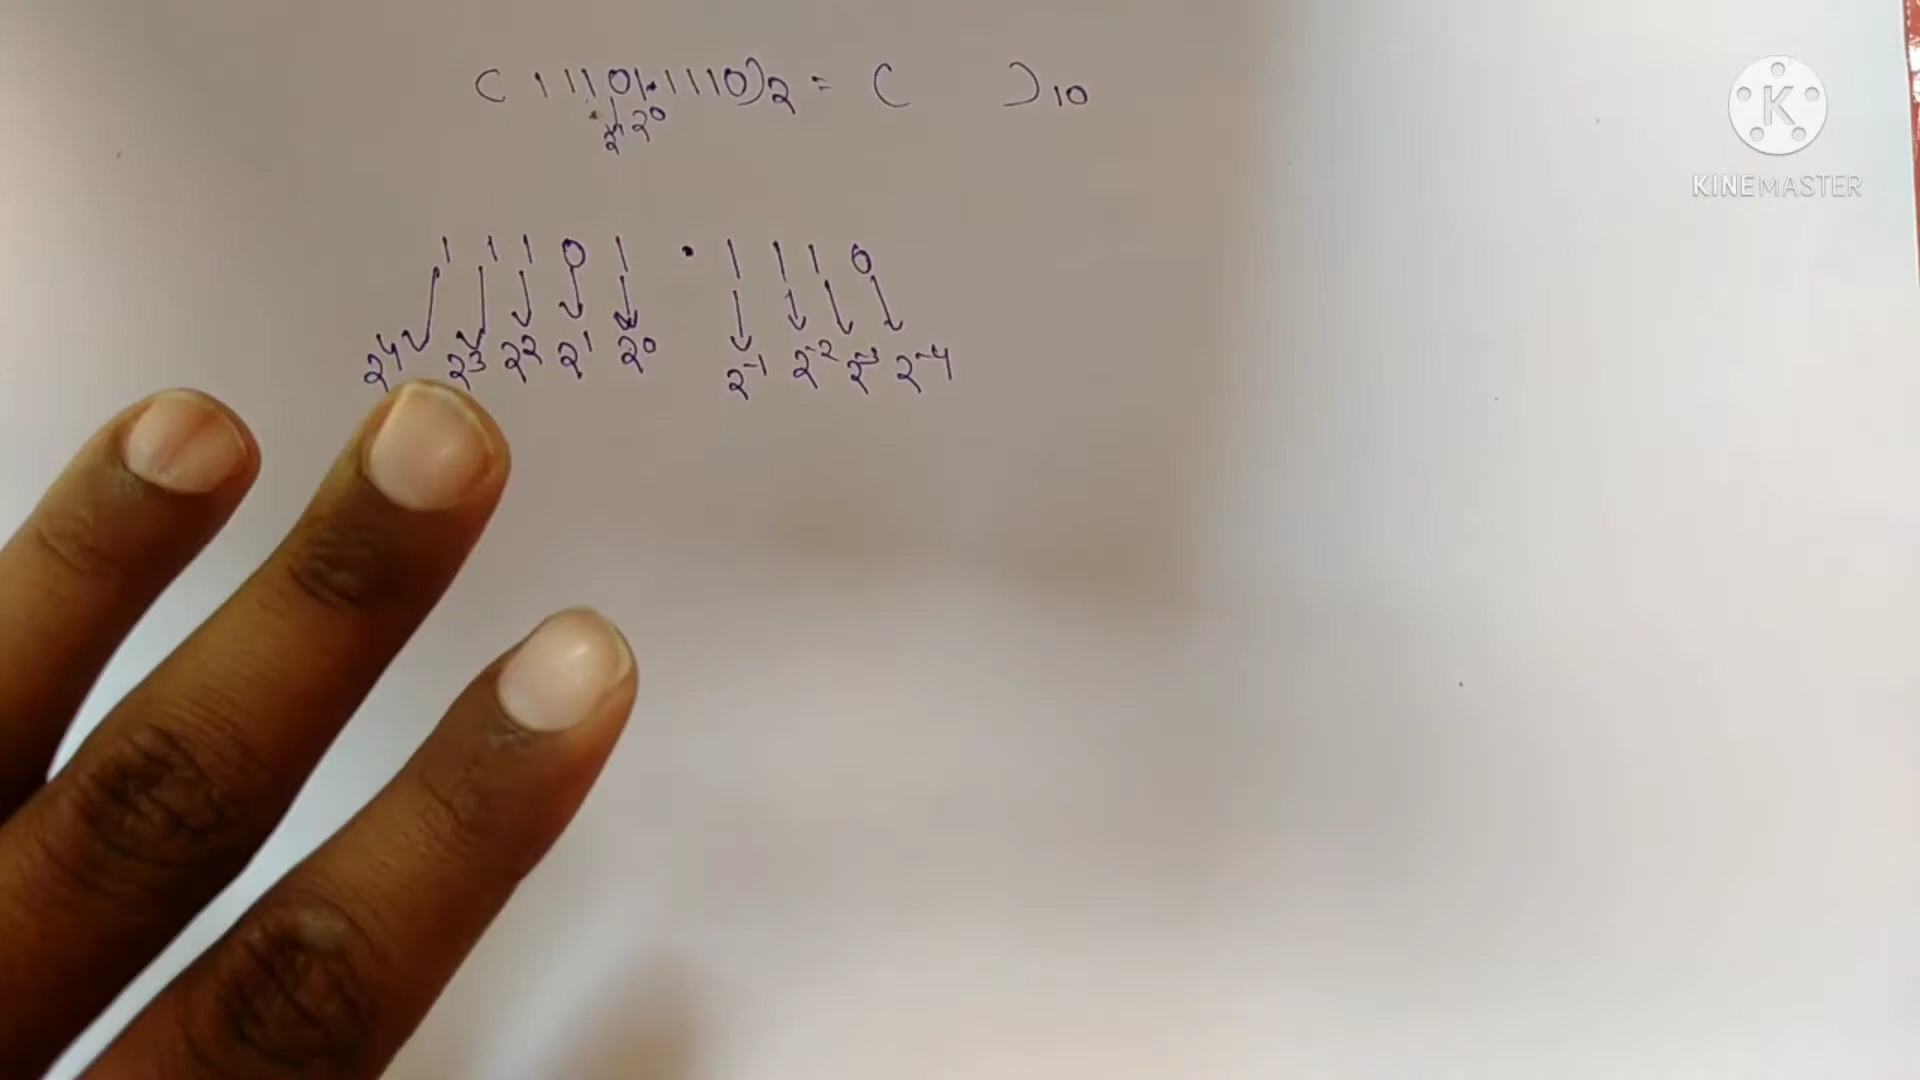 (11101.1110)2 = ( )10
2¹ 2⁰
1 1 1 0 1 . 1 1 1 0
2⁴ 2³ 2² 2¹ 2⁰ 2⁻¹ 2⁻² 2⁻³ 2⁻⁴
K
KINEMASTER